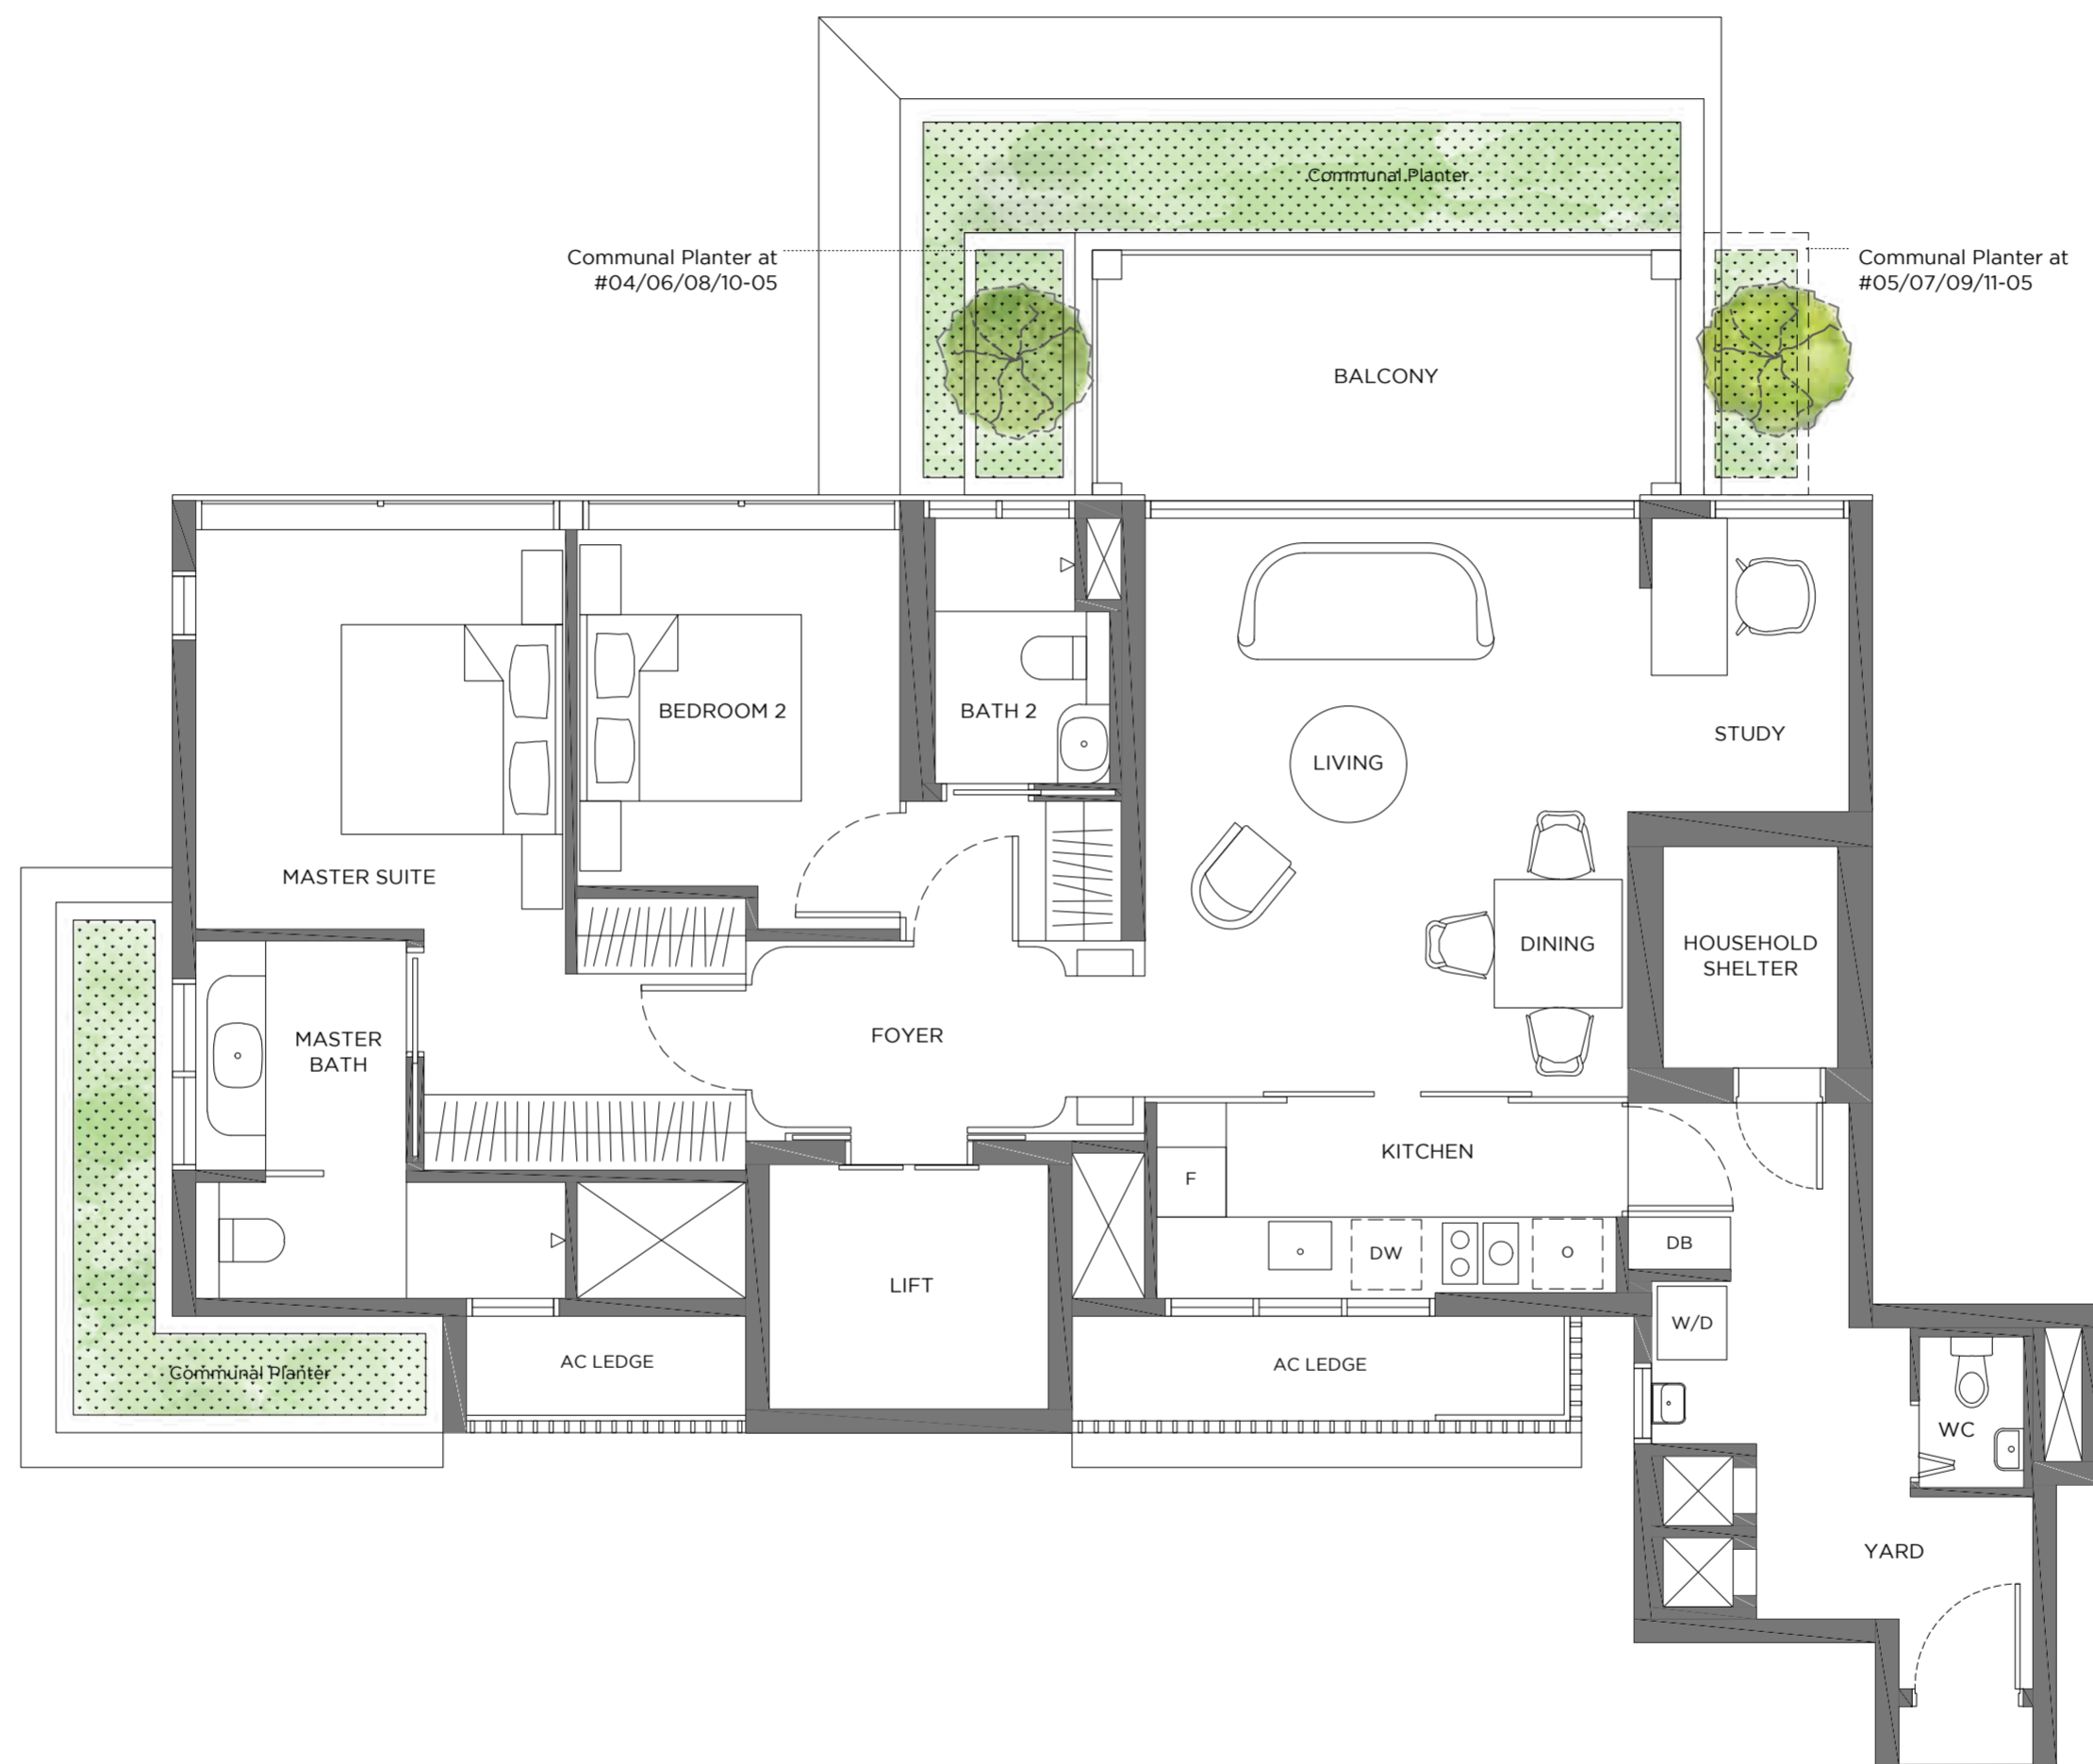 Communal Planter
Communal Planter at
#04/06/08/10-05
Communal Planter at
#05/07/09/11-05
BALCONY
BEDROOM 2
BATH 2
STUDY
LIVING
MASTER SUITE
DINING
HOUSEHOLD
SHELTER
FOYER
MASTER
BATH
KITCHEN
F
DB
DW
O
LIFT
W/D
AC LEDGE
AC LEDGE
Communal Planter
WC
YARD